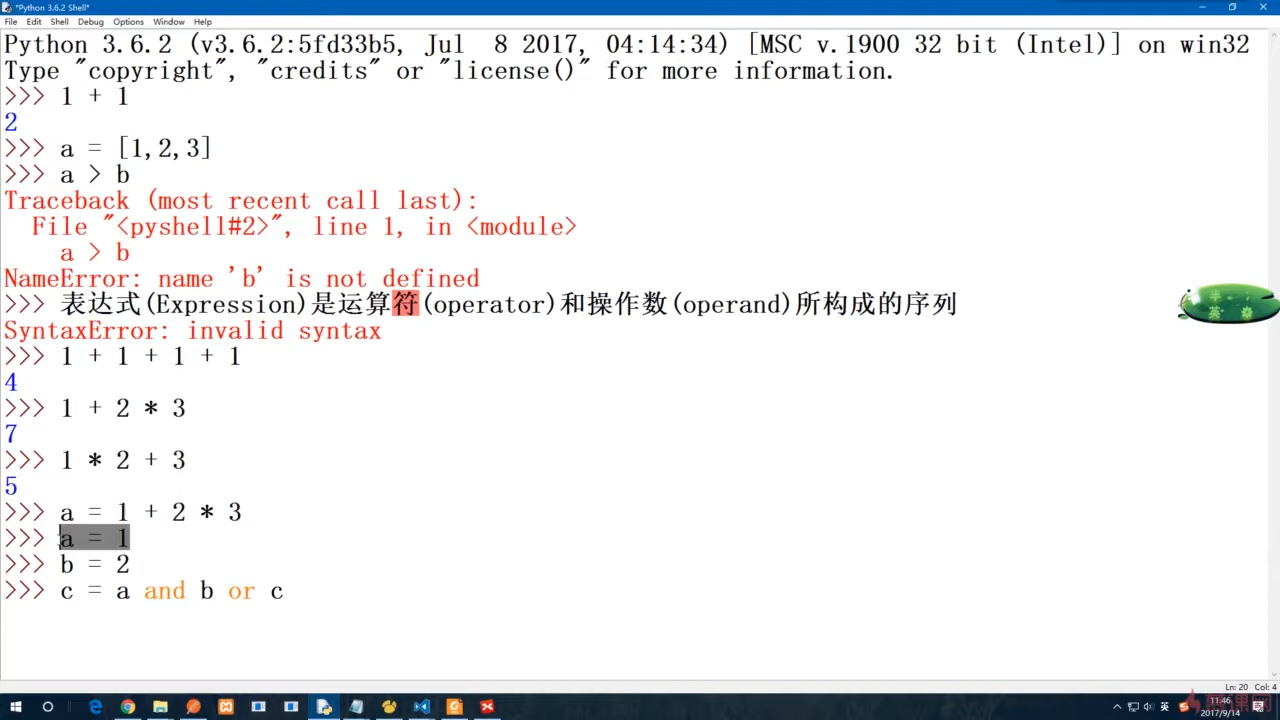 *Python 3.6.2 Shell*
File Edit Shell Debug Options Window Help
Python 3.6.2 (v3.6.2:5fd33b5, Jul  8 2017, 04:14:34) [MSC v.1900 32 bit (Intel)] on win32
Type "copyright", "credits" or "license()" for more information.
>>> 1 + 1
2
>>> a = [1,2,3]
>>> a > b
Traceback (most recent call last):
  File "<pyshell#2>", line 1, in <module>
    a > b
NameError: name 'b' is not defined
>>> 表达式(Expression)是运算符(operator)和操作数(operand)所构成的序列
SyntaxError: invalid syntax
>>> 1 + 1 + 1 + 1
4
>>> 1 + 2 * 3
7
>>> 1 * 2 + 3
5
>>> a = 1 + 2 * 3
>>> a = 1
>>> b = 2
>>> c = a and b or c
半
英
Ln: 20 Col: 4
英
11:46
2017/9/14